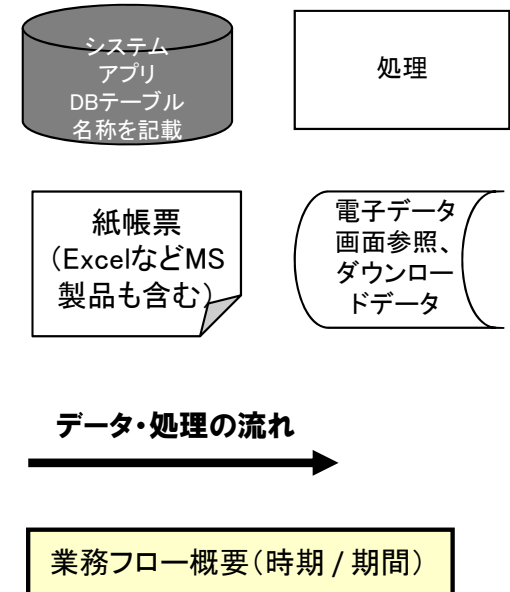 システム
アプリ
DBテーブル
名称を記載
処理
紙帳票
（ExcelなどMS
製品も含む）
電子データ
画面参照、
ダウンロー
ドデータ
データ・処理の流れ
業務フロー概要（時期 / 期間）